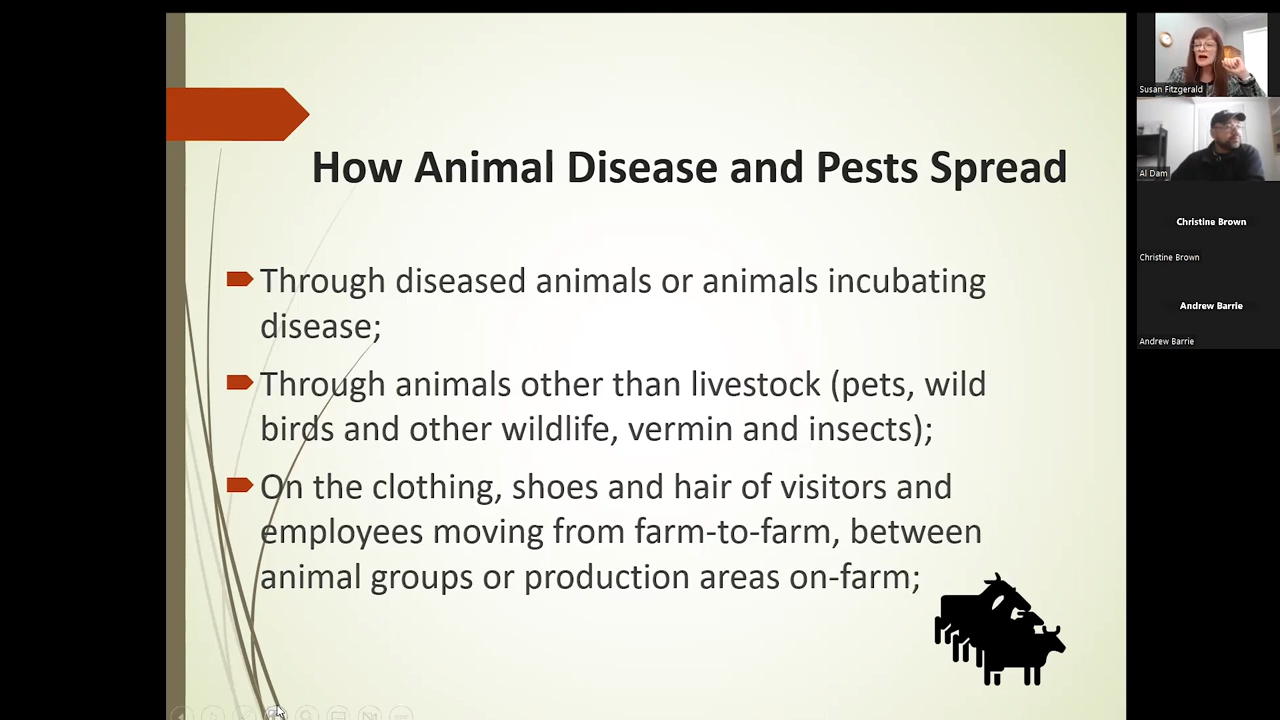 How Animal Disease and Pests Spread
Through diseased animals or animals incubating
disease;
Through animals other than livestock (pets, wild
birds and other wildlife, vermin and insects);
On the clothing, shoes and hair of visitors and
employees moving from farm-to-farm, between
animal groups or production areas on-farm;
Susan Fitzgerald
Al Dam
Christine Brown
Christine Brown
Andrew Barrie
Andrew Barrie